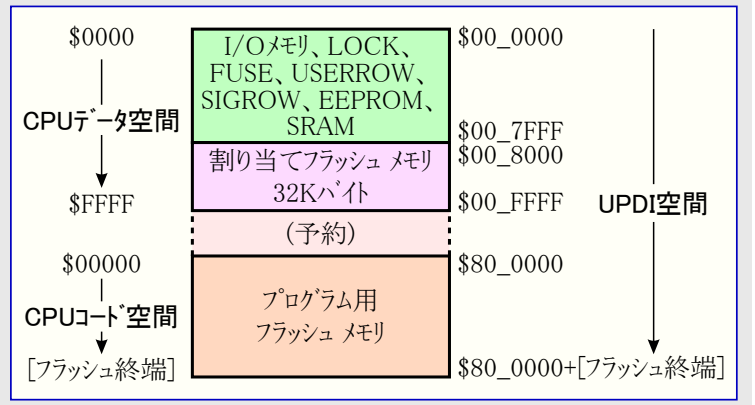 $0000
CPUデータ空間
$FFFF
$00000
CPUコード空間
[フラッシュ終端]
I/Oメモリ、LOCK、
FUSE、USERROW、
SIGROW、EEPROM、
SRAM
割り当てフラッシュ メモリ
32Kバイト
(予約)
プログラム用
フラッシュ メモリ
$00_0000
$00_7FFF
$00_8000
$00_FFFF
$80_0000
$80_0000+[フラッシュ終端]
UPDI空間